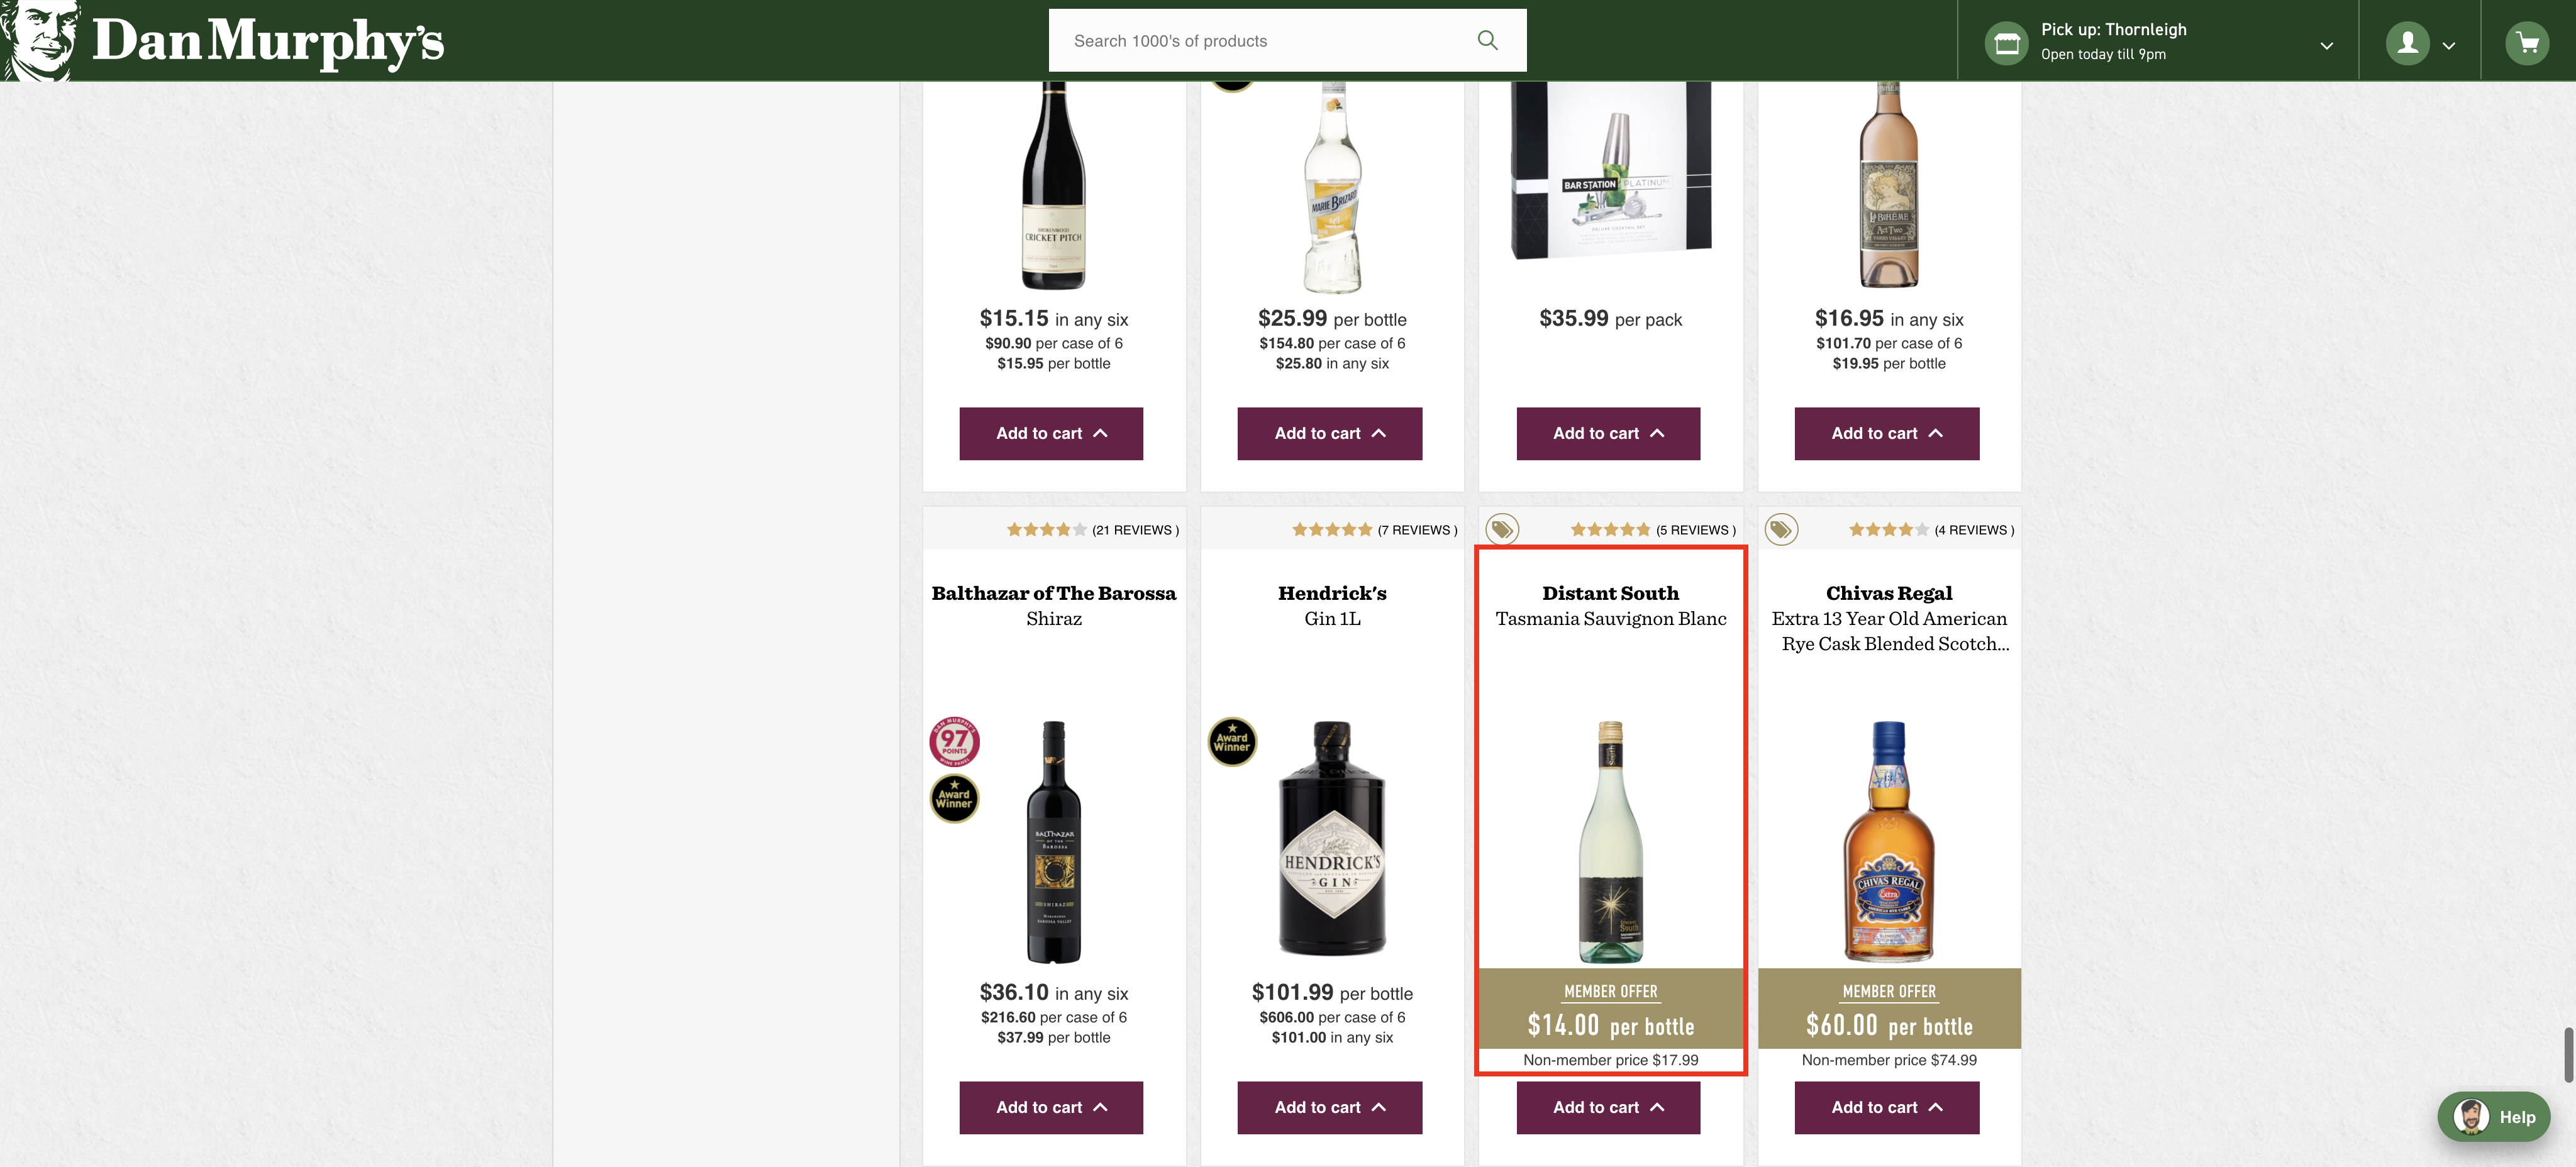 Dan Murphy's
Search 1000's of products
Pick up: Thornleigh
Open today till 9pm
CRICKET PITCH
MARIE BRIZARD
BAR STATION PLATINUM
DELUXE COCKTAIL SET
LA BOHÊME
Act Two
YARRA VALLEY
$15.15 in any six
$90.90 per case of 6
$15.95 per bottle
$25.99 per bottle
$154.80 per case of 6
$25.80 in any six
$35.99 per pack
$16.95 in any six
$101.70 per case of 6
$19.95 per bottle
Add to cart
Add to cart
Add to cart
Add to cart
(21 REVIEWS )
(7 REVIEWS )
(5 REVIEWS )
(4 REVIEWS )
Balthazar of The Barossa
Shiraz
Hendrick's
Gin 1L
Distant South
Tasmania Sauvignon Blanc
Chivas Regal
Extra 13 Year Old American
Rye Cask Blended Scotch...
DAN MURPHY'S
97
POINTS
WINE PANEL
Award
Winner
BALTHAZAR
OF THE
BAROSSA
SHIRAZ
Award
Winner
HENDRICK'S
GIN
South
CHIVAS REGAL
Extra
$36.10 in any six
$216.60 per case of 6
$37.99 per bottle
$101.99 per bottle
$606.00 per case of 6
$101.00 in any six
MEMBER OFFER
$14.00 per bottle
Non-member price $17.99
MEMBER OFFER
$60.00 per bottle
Non-member price $74.99
Add to cart
Add to cart
Add to cart
Add to cart
Help